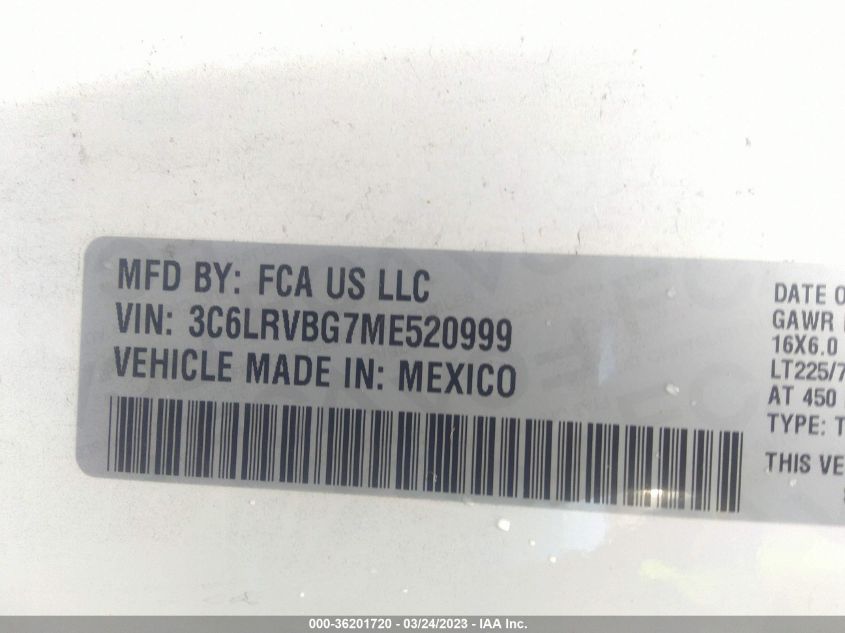 MFD BY: FCA US LLC
VIN: 3C6LRVBG7ME520999
VEHICLE MADE IN: MEXICO
DATE O
GAWR
16X6.0
LT225/7
AT 450
TYPE: T
THIS VE
000-36201720 - 03/24/2023 - IAA Inc.